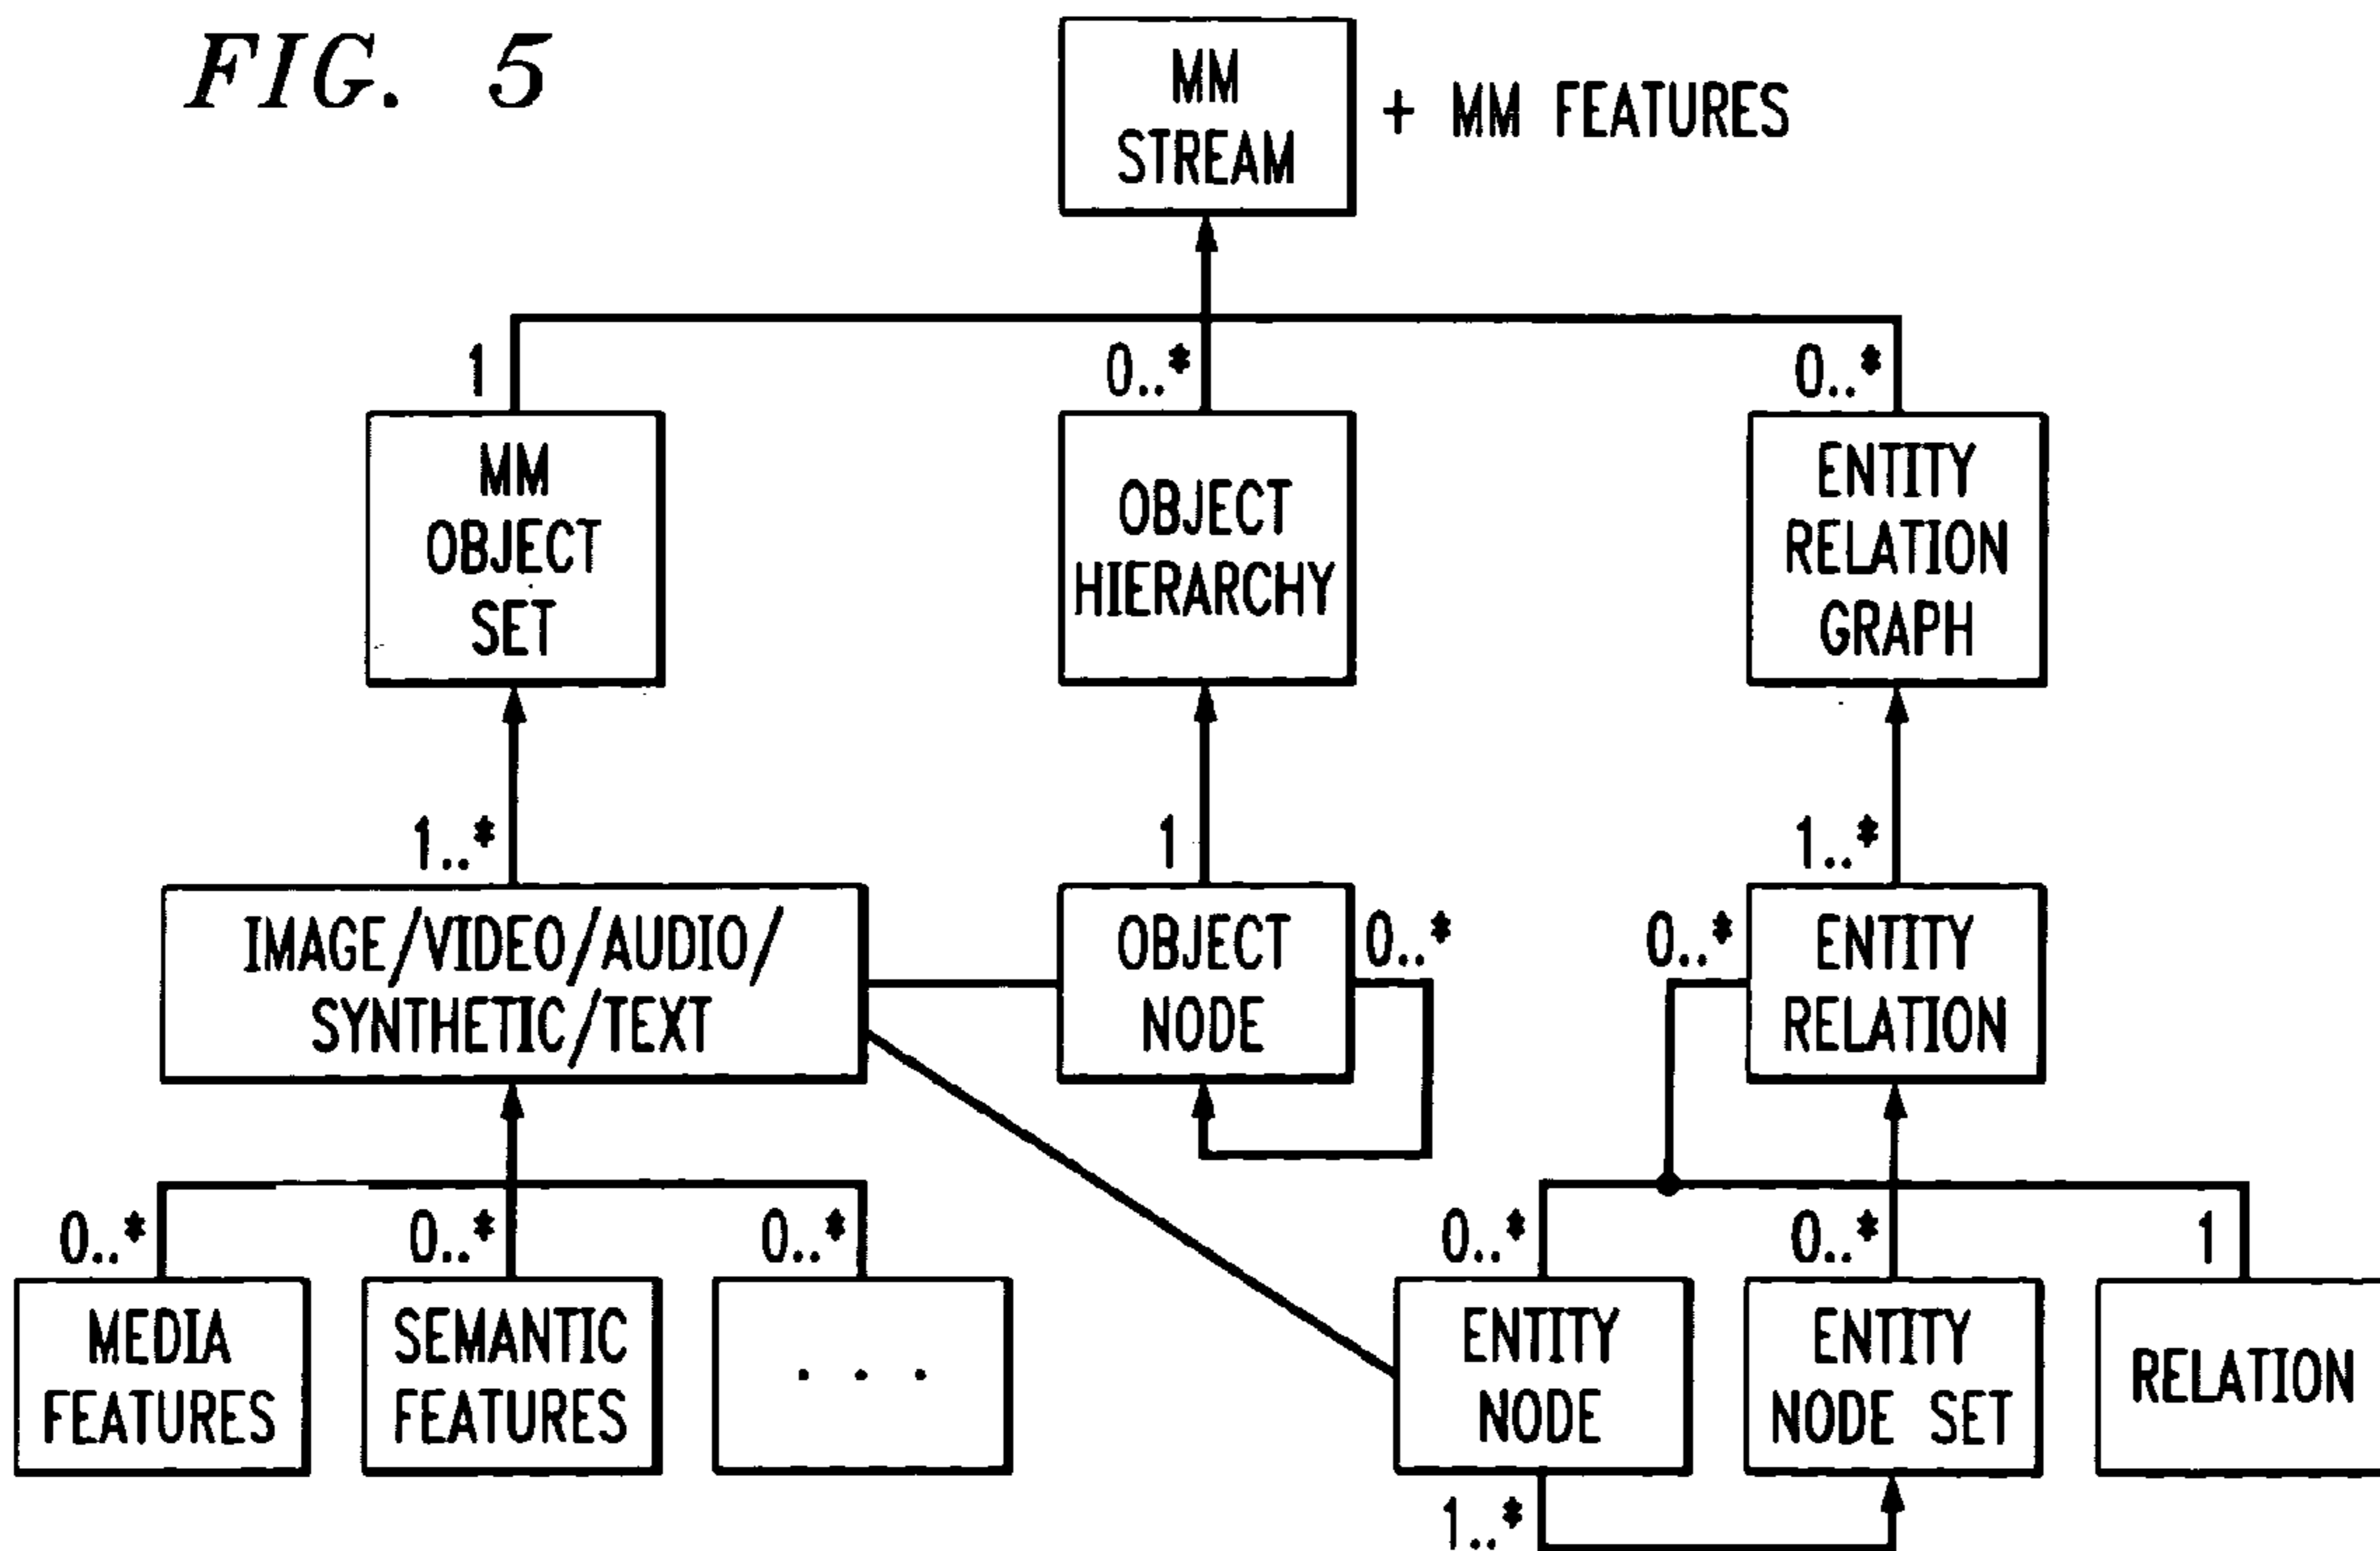 FIG. 5
MM
STREAM
+ MM FEATURES
1
0..*
0..*
MM
OBJECT
SET
OBJECT
HIERARCHY
ENTITY
RELATION
GRAPH
1..*
1
1..*
IMAGE/VIDEO/AUDIO/
SYNTHETIC/TEXT
OBJECT
NODE
0..*
0..*
ENTITY
RELATION
0..*
0..*
0..*
0..*
0..*
1
MEDIA
FEATURES
SEMANTIC
FEATURES
. . .
ENTITY
NODE
ENTITY
NODE SET
RELATION
1..*